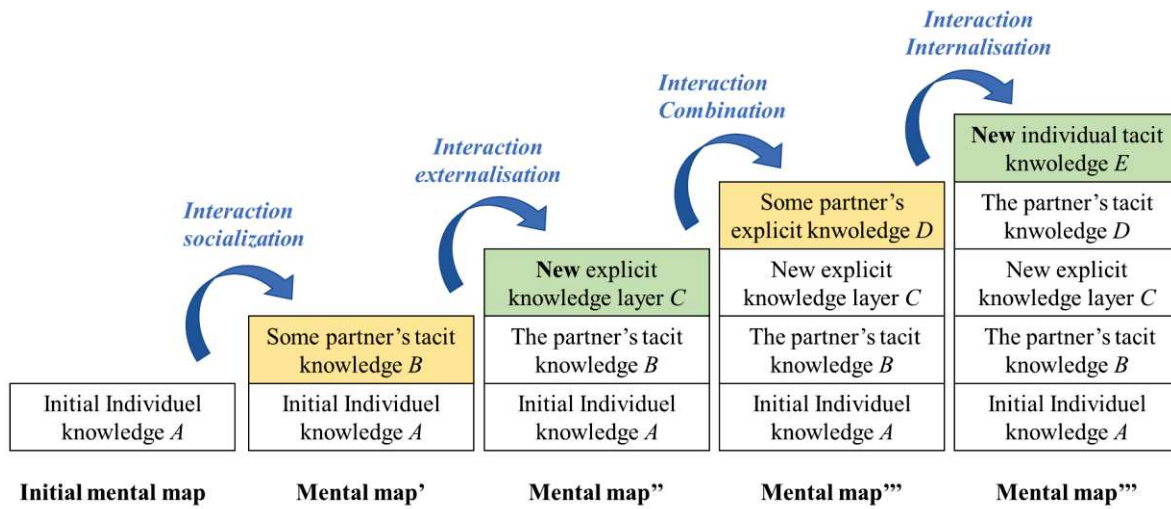 Interaction
Internalisation
Interaction
Combination
Interaction
externalisation
Interaction
socialization
New individual tacit
knwoledge E
Some partner's
explicit knwoledge D
The partner's tacit
knwoledge D
New explicit
knowledge layer C
New explicit
knowledge layer C
New explicit
knowledge layer C
Some partner's tacit
knowledge B
The partner's tacit
knowledge B
The partner's tacit
knowledge B
The partner's tacit
knowledge B
Initial Individuel
knowledge A
Initial Individuel
knowledge A
Initial Individuel
knowledge A
Initial Individuel
knowledge A
Initial Individuel
knowledge A
Initial mental map
Mental map’
Mental map’’
Mental map’’’
Mental map’’’